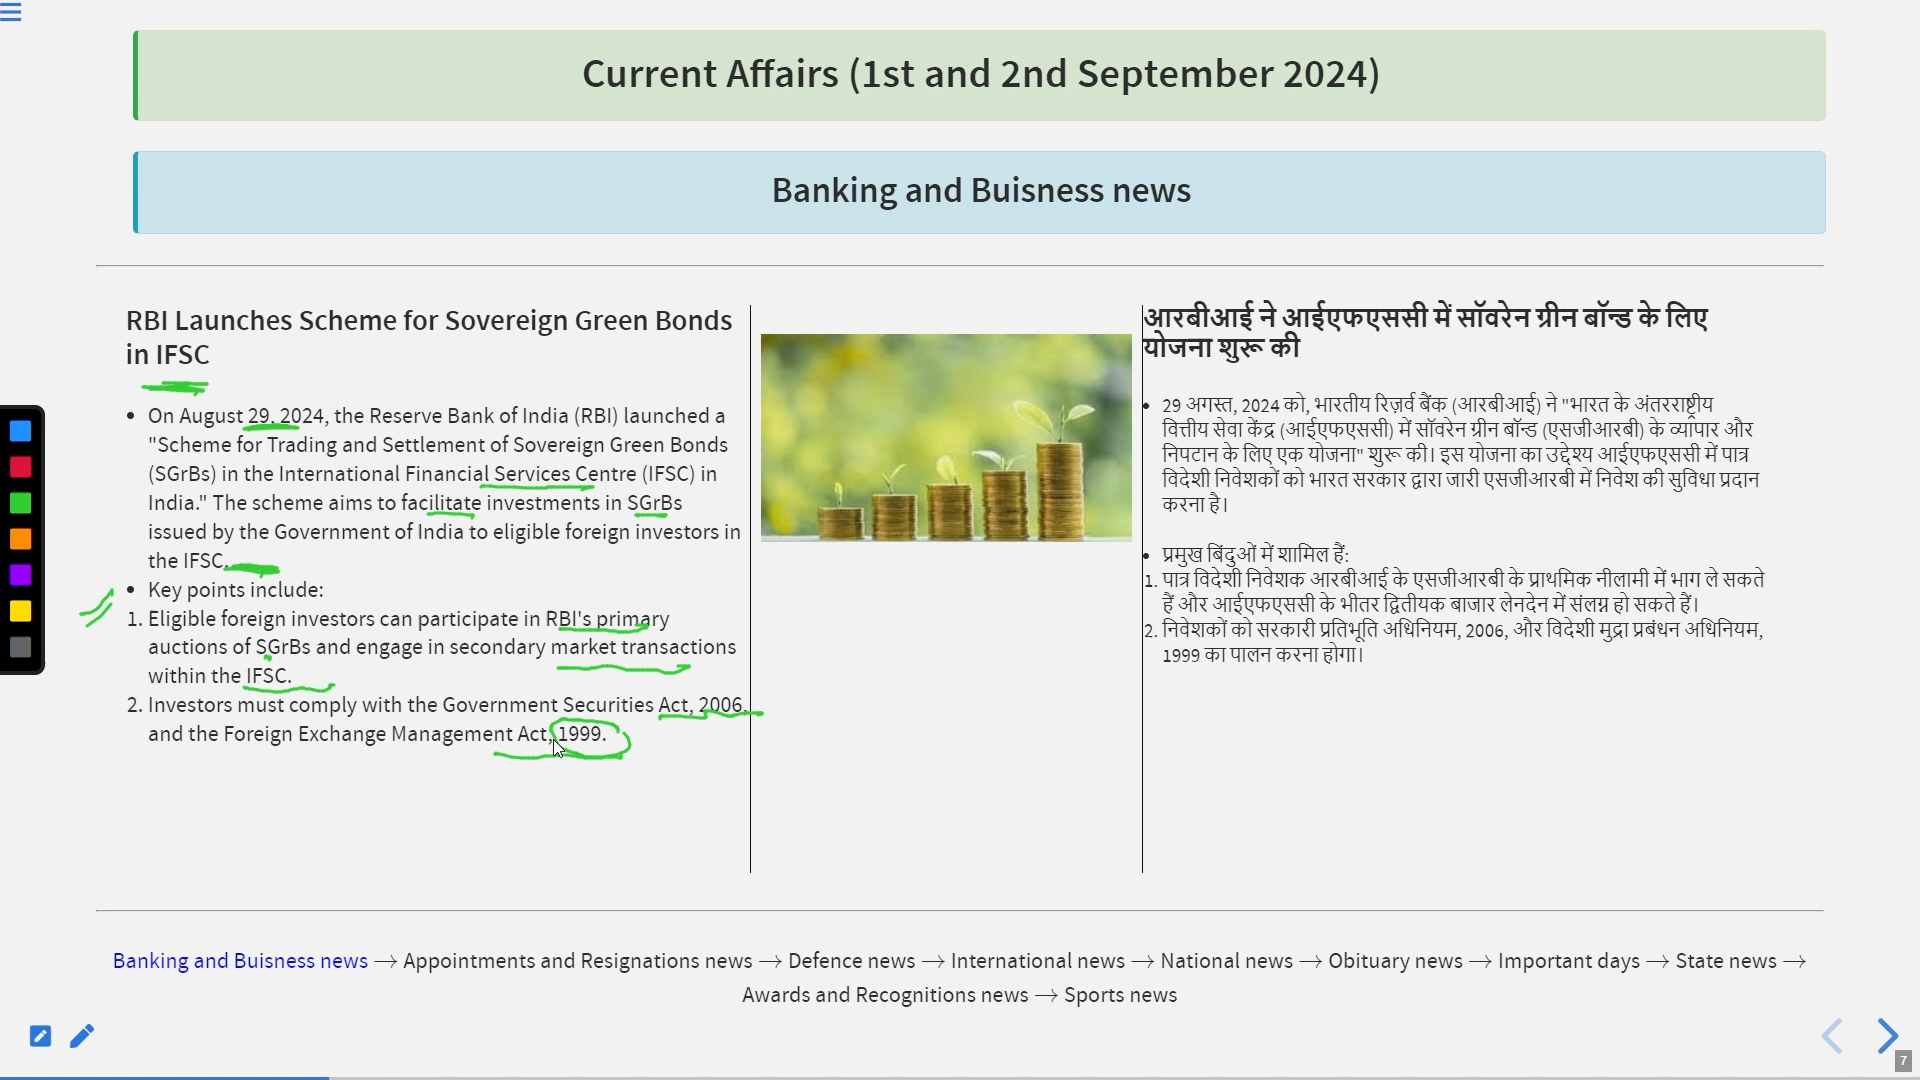 Current Affairs (1st and 2nd September 2024)
Banking and Buisness news
RBI Launches Scheme for Sovereign Green Bonds
in IFSC
• On August 29, 2024, the Reserve Bank of India (RBI) launched a
"Scheme for Trading and Settlement of Sovereign Green Bonds
(SGrBs) in the International Financial Services Centre (IFSC) in
India." The scheme aims to facilitate investments in SGrBs
issued by the Government of India to eligible foreign investors in
the IFSC.
• Key points include:
1. Eligible foreign investors can participate in RBI's primary
auctions of SGrBs and engage in secondary market transactions
within the IFSC.
2. Investors must comply with the Government Securities Act, 2006,
and the Foreign Exchange Management Act, 1999.
आरबीआई ने आईएफएससी में सॉवरेन ग्रीन बॉन्ड के लिए
योजना शुरू की
• 29 अगस्त, 2024 को, भारतीय रिज़र्व बैंक (आरबीआई) ने "भारत के अंतरराष्ट्रीय
वित्तीय सेवा केंद्र (आईएफएससी) में सॉवरेन ग्रीन बॉन्ड (एसजीआरबी) के व्यापार और
निपटान के लिए एक योजना" शुरू की। इस योजना का उद्देश्य आईएफएससी में पात्र
विदेशी निवेशकों को भारत सरकार द्वारा जारी एसजीआरबी में निवेश की सुविधा प्रदान
करना है।
• प्रमुख बिंदुओं में शामिल हैं:
1. पात्र विदेशी निवेशक आरबीआई के एसजीआरबी के प्राथमिक नीलामी में भाग ले सकते
हैं और आईएफएससी के भीतर द्वितीयक बाजार लेनदेन में संलग्न हो सकते हैं।
2. निवेशकों को सरकारी प्रतिभूति अधिनियम, 2006, और विदेशी मुद्रा प्रबंधन अधिनियम,
1999 का पालन करना होगा।
Banking and Buisness news → Appointments and Resignations news → Defence news → International news → National news → Obituary news → Important days → State news →
Awards and Recognitions news → Sports news
7